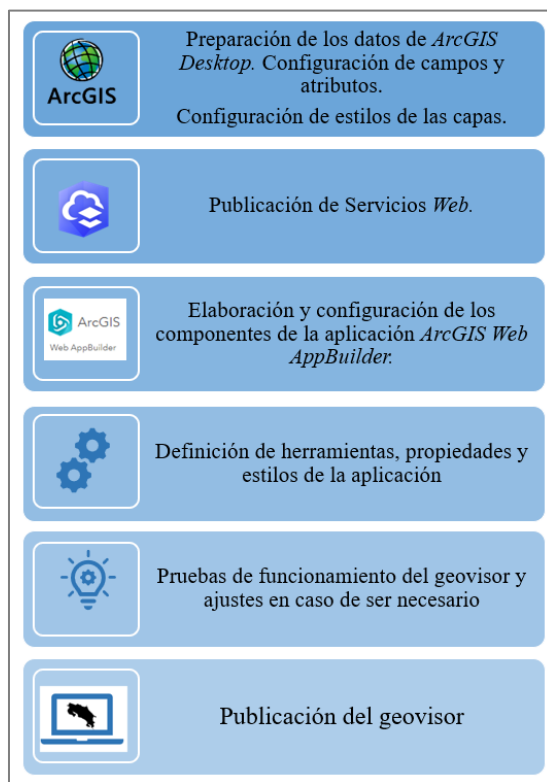 Preparación de los datos de ArcGIS
Desktop. Configuración de campos y
atributos.
Configuración de estilos de las capas.
ArcGIS
Publicación de Servicios Web.
ArcGIS
Web AppBuilder
Elaboración y configuración de los
componentes de la aplicación ArcGIS Web
AppBuilder.
Definición de herramientas, propiedades y
estilos de la aplicación
Pruebas de funcionamiento del geovisor y
ajustes en caso de ser necesario
Publicación del geovisor